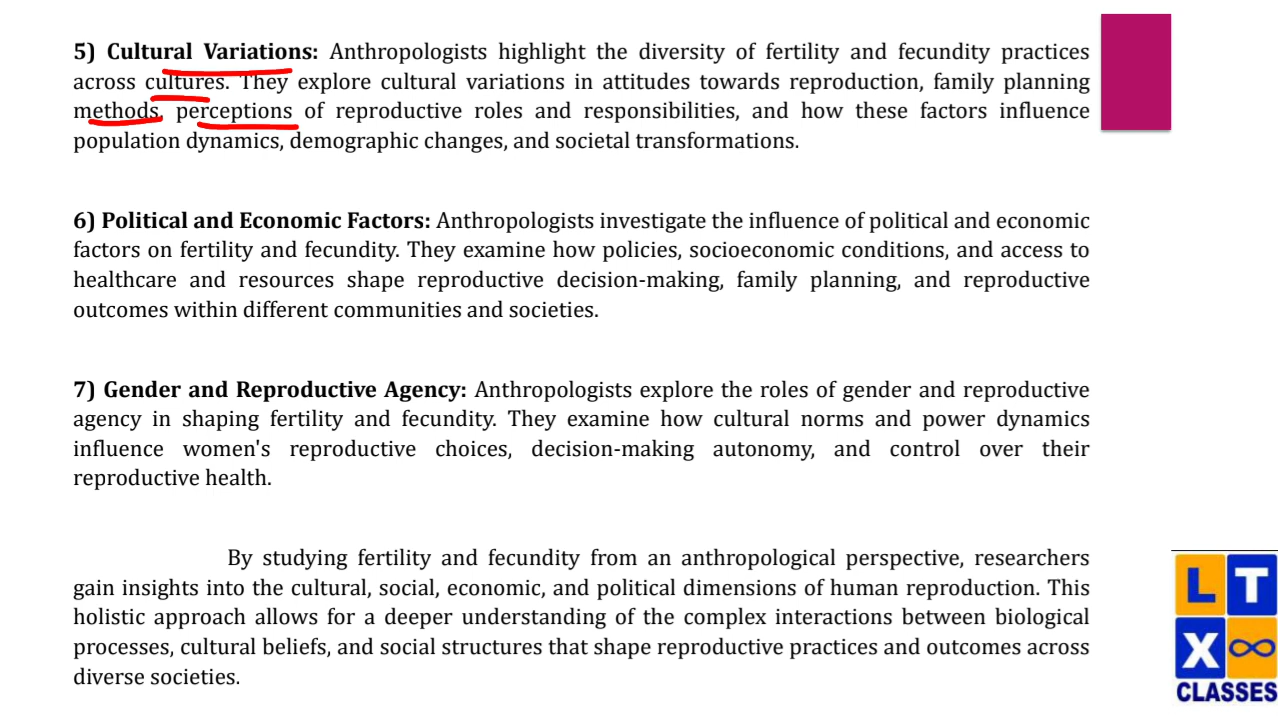 5) Cultural Variations: Anthropologists highlight the diversity of fertility and fecundity practices
across cultures. They explore cultural variations in attitudes towards reproduction, family planning
methods, perceptions of reproductive roles and responsibilities, and how these factors influence
population dynamics, demographic changes, and societal transformations.
6) Political and Economic Factors: Anthropologists investigate the influence of political and economic
factors on fertility and fecundity. They examine how policies, socioeconomic conditions, and access to
healthcare and resources shape reproductive decision-making, family planning, and reproductive
outcomes within different communities and societies.
7) Gender and Reproductive Agency: Anthropologists explore the roles of gender and reproductive
agency in shaping fertility and fecundity. They examine how cultural norms and power dynamics
influence women's reproductive choices, decision-making autonomy, and control over their
reproductive health.
By studying fertility and fecundity from an anthropological perspective, researchers
gain insights into the cultural, social, economic, and political dimensions of human reproduction. This
holistic approach allows for a deeper understanding of the complex interactions between biological
processes, cultural beliefs, and social structures that shape reproductive practices and outcomes across
diverse societies.
L T
X ∞
CLASSES